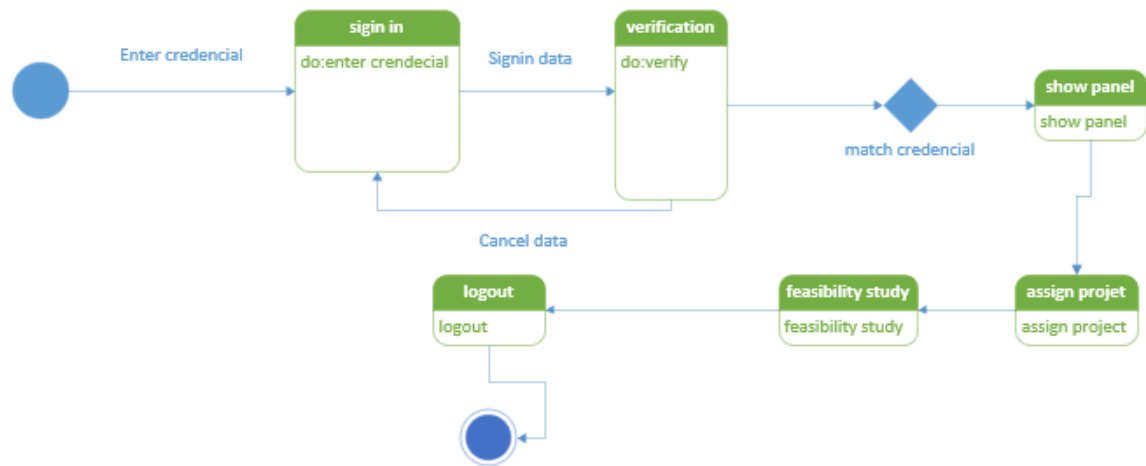 sigin in
verification
Enter credencial
do:enter crendecial
Signin data
do:verify
show panel
show panel
match credencial
Cancel data
logout
feasibility study
assign projet
logout
feasibility study
assign project